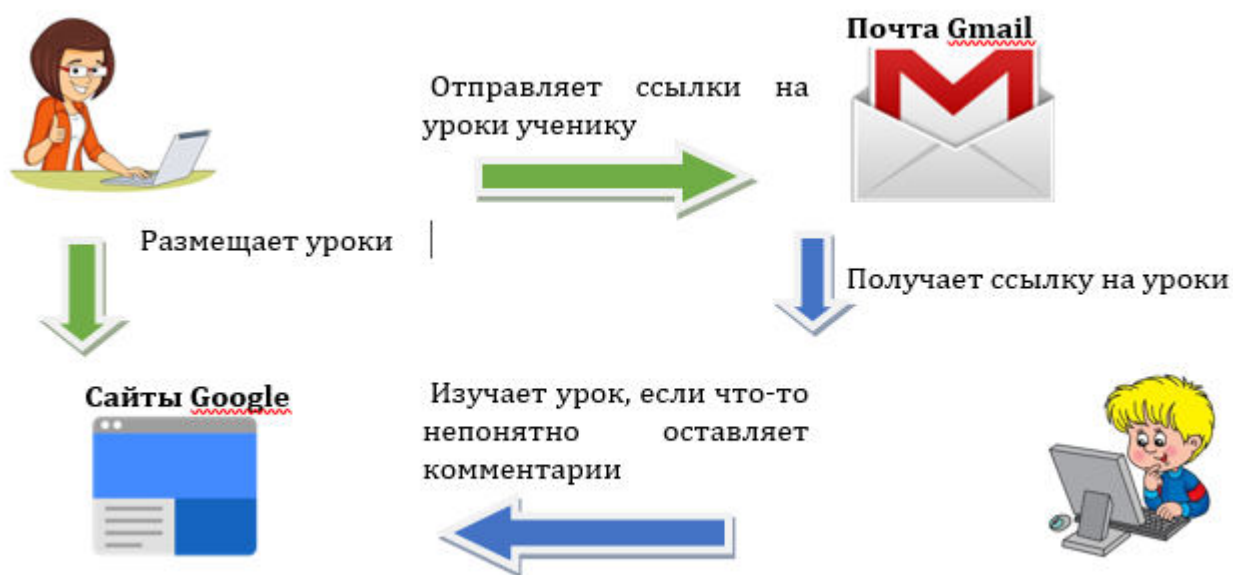 Почта Gmail
Отправляет ссылки на
уроки ученику
Размещает уроки
Получает ссылку на уроки
Сайты Google
Изучает урок, если что-то
непонятно оставляет
комментарии